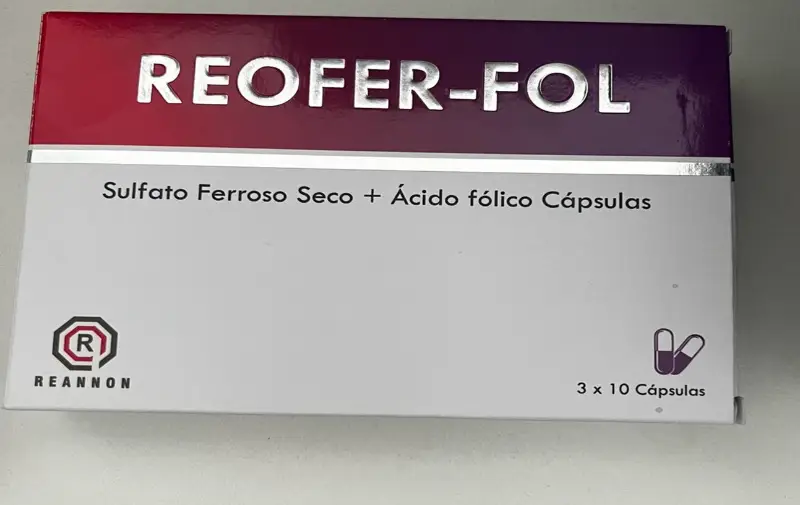 REOFER-FOL
Sulfato Ferroso Seco + Ácido fólico Cápsulas
R
REANNON
3 x 10 Cápsulas